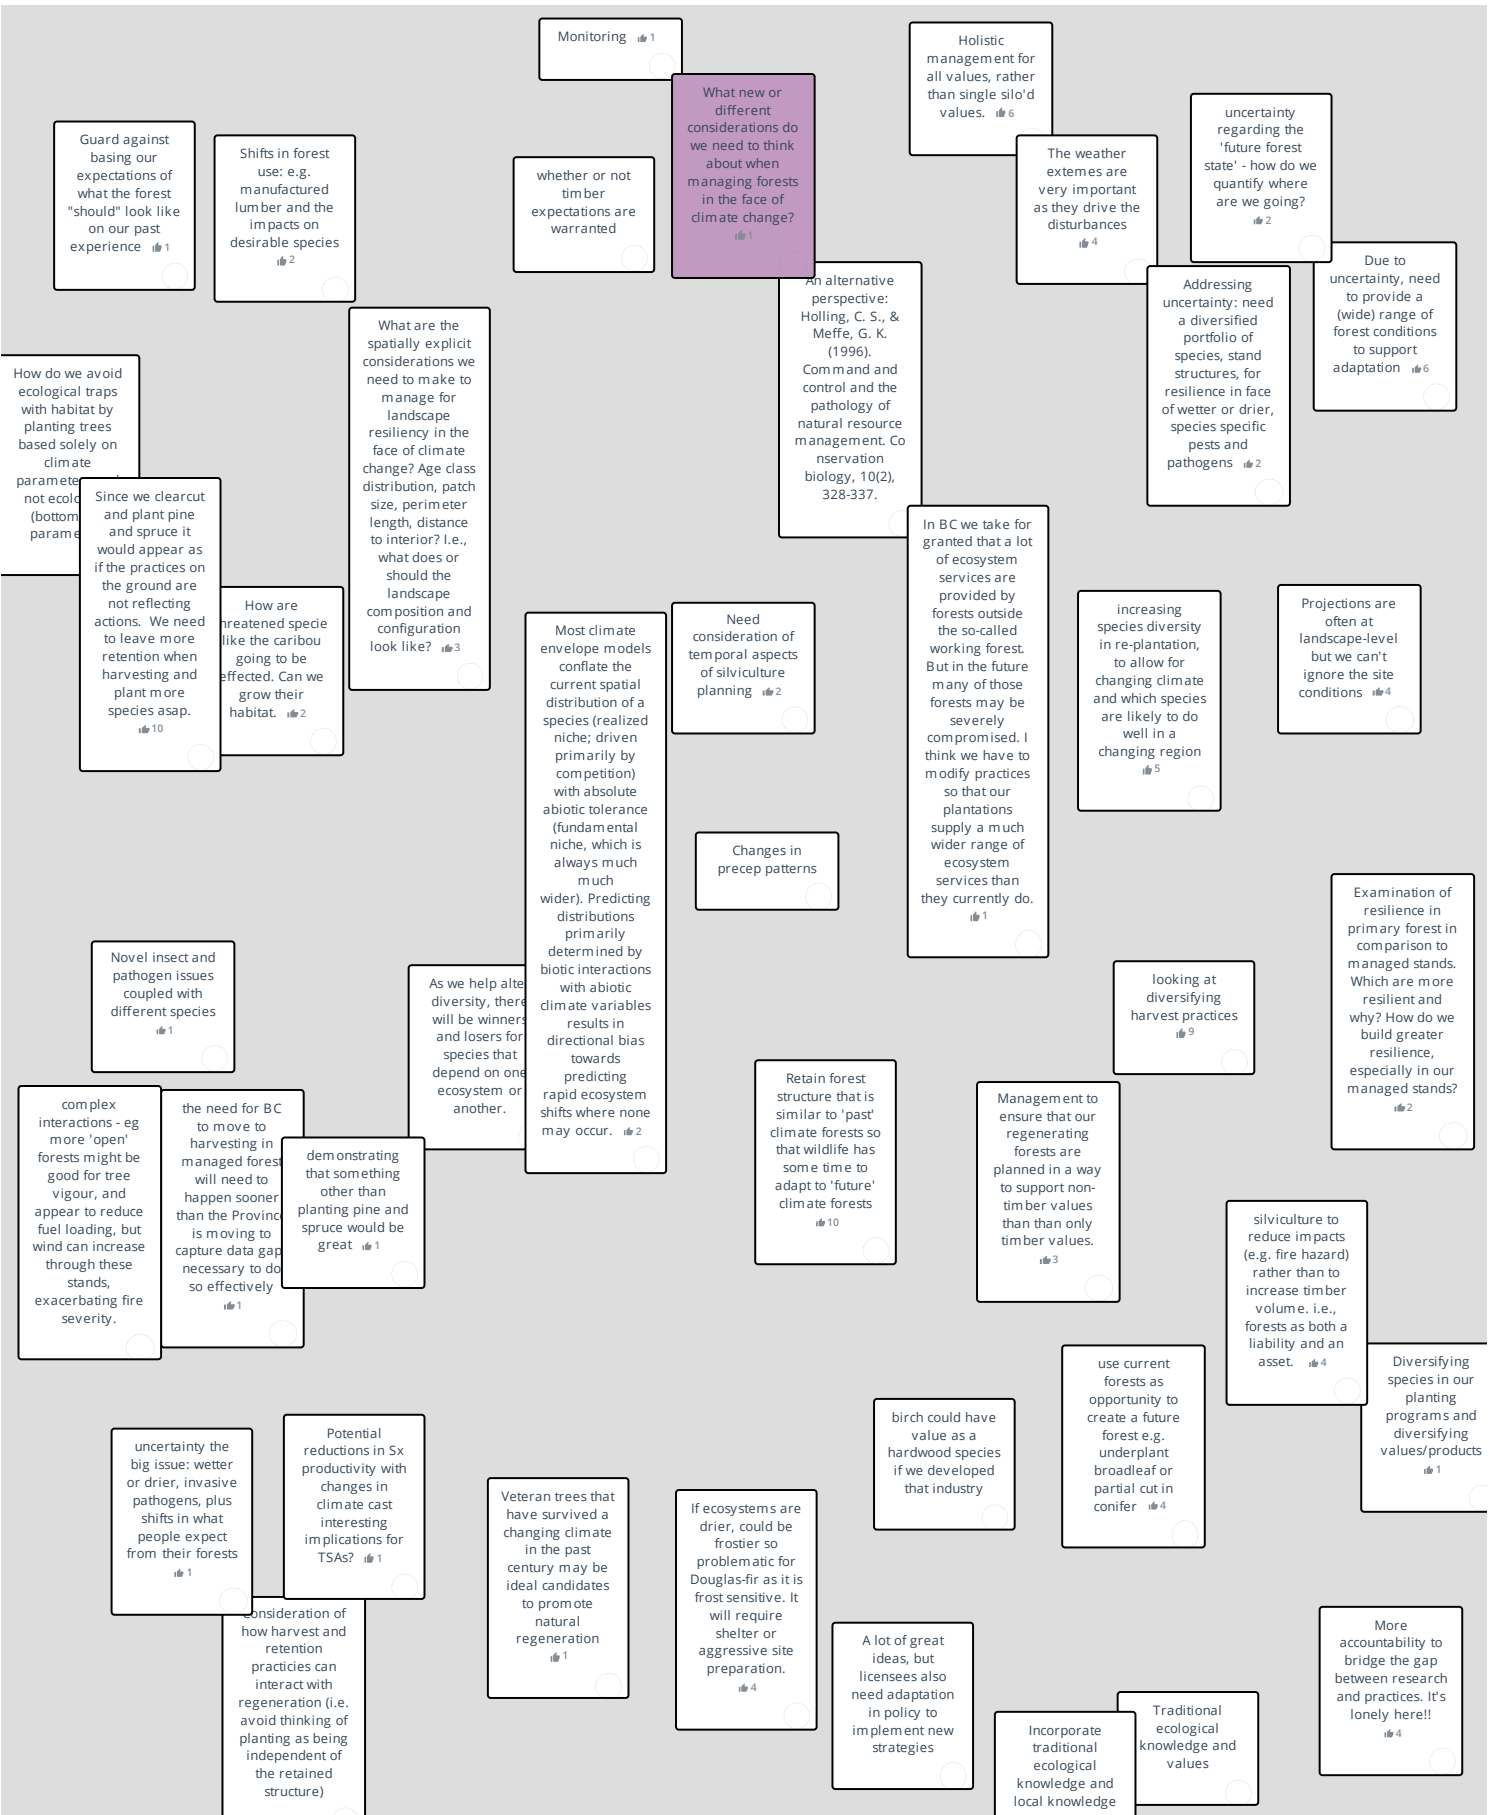 Monitoring 1
What new or
different
considerations do
we need to think
about when
managing forests
in the face of
climate change?
1
Holistic
management for
all values, rather
than single silo'd
values. 6
uncertainty
regarding the
'future forest
state' - how do we
quantify where
are we going?
2
Guard against
basing our
expectations of
what the forest
"should" look like
on our past
experience 1
Shifts in forest
use: e.g.
manufactured
lumber and the
impacts on
desirable species
2
whether or not
timber
expectations are
warranted
The weather
extemes are
very important
as they drive the
disturbances
4
Due to
uncertainty, need
to provide a
(wide) range of
forest conditions
to support
adaptation 6
An alternative
perspective:
Holling, C. S., &
Meffe, G. K.
(1996).
Command and
control and the
pathology of
natural resource
management. Co
nservation
biology, 10(2),
328-337.
Addressing
uncertainty: need
a diversified
portfolio of
species, stand
structures, for
resilience in face
of wetter or drier,
species specific
pests and
pathogens 2
What are the
spatially explicit
considerations we
need to make to
manage for
landscape
resiliency in the
face of climate
change? Age class
distribution, patch
size, perimeter
length, distance
to interior? I.e.,
what does or
should the
landscape
composition and
configuration
look like? 3
How do we avoid
ecological traps
with habitat by
planting trees
based solely on
climate
paramete
not ecolo
(bottom
parame
Since we clearcut
and plant pine
and spruce it
would appear as
if the practices on
the ground are
not reflecting
actions. We need
to leave more
retention when
harvesting and
plant more
species asap.
10
How are
hreatened specie
like the caribou
going to be
effected. Can we
grow their
habitat. 2
Most climate
envelope models
conflate the
current spatial
distribution of a
species (realized
niche; driven
primarily by
competition)
with absolute
abiotic tolerance
(fundamental
niche, which is
always much
much
wider). Predicting
distributions
primarily
determined by
biotic interactions
with abiotic
climate variables
results in
directional bias
towards
predicting
rapid ecosystem
shifts where none
may occur. 2
Need
consideration of
temporal aspects
of silviculture
planning 2
In BC we take for
granted that a lot
of ecosystem
services are
provided by
forests outside
the so-called
working forest.
But in the future
many of those
forests may be
severely
compromised. I
think we have to
modify practices
so that our
plantations
supply a much
wider range of
ecosystem
services than
they currently do.
1
increasing
species diversity
in re-plantation,
to allow for
changing climate
and which species
are likely to do
well in a
changing region
5
Projections are
often at
landscape-level
but we can't
ignore the site
conditions 4
Changes in
precep patterns
Examination of
resilience in
primary forest in
comparison to
managed stands.
Which are more
resilient and
why? How do we
build greater
resilience,
especially in our
managed stands?
2
Novel insect and
pathogen issues
coupled with
different species
1
As we help alte
diversity, there
will be winners
and losers for
species that
depend on one
ecosystem or
another.
looking at
diversifying
harvest practices
9
Retain forest
structure that is
similar to 'past'
climate forests so
that wildlife has
some time to
adapt to 'future'
climate forests
10
Management to
ensure that our
regenerating
forests are
planned in a way
to support non-
timber values
than than only
timber values.
3
complex
interactions - eg
more 'open'
forests might be
good for tree
vigour, and
appear to reduce
fuel loading, but
wind can increase
through these
stands,
exacerbating fire
severity.
the need for BC
to move to
harvesting in
managed forest
will need to
happen sooner
than the Provinc
is moving to
capture data gap
necessary to do
so effectively
1
demonstrating
that something
other than
planting pine and
spruce would be
great 1
silviculture to
reduce impacts
(e.g. fire hazard)
rather than to
increase timber
volume. i.e.,
forests as both a
liability and an
asset. 4
Diversifying
species in our
planting
programs and
diversifying
values/products
1
use current
forests as
opportunity to
create a future
forest e.g.
underplant
broadleaf or
partial cut in
conifer 4
birch could have
value as a
hardwood species
if we developed
that industry
uncertainty the
big issue: wetter
or drier, invasive
pathogens, plus
shifts in what
people expect
from their forests
1
Potential
reductions in Sx
productivity with
changes in
climate cast
interesting
implications for
TSAs? 1
Veteran trees that
have survived a
changing climate
in the past
century may be
ideal candidates
to promote
natural
regeneration
1
If ecosystems are
drier, could be
frostier so
problematic for
Douglas-fir as it is
frost sensitive. It
will require
shelter or
aggressive site
preparation.
4
Consideration of
how harvest and
retention
practicies can
interact with
regeneration (i.e.
avoid thinking of
planting as being
independent of
the retained
structure)
A lot of great
ideas, but
licensees also
need adaptation
in policy to
implement new
strategies
Incorporate
traditional
ecological
knowledge and
local knowledge
Traditional
ecological
knowledge and
values
More
accountability to
bridge the gap
between research
and practices. It's
lonely here!!
4